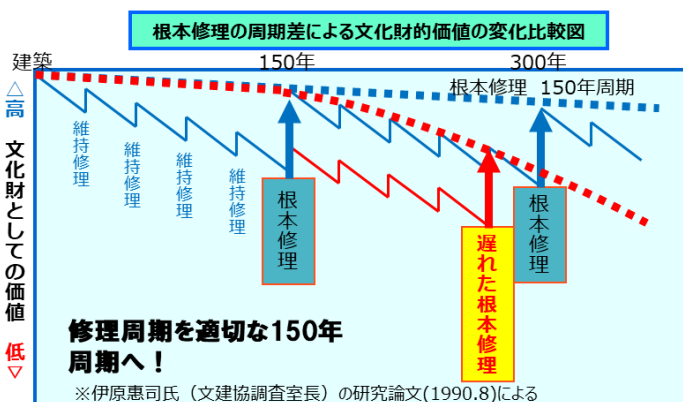 根本修理の周期差による文化財的価値の変化比較図
建築
150年
300年
根本修理 150年周期
△高 文化財としての価値 低▽
維持修理
維持修理
維持修理
維持修理
根本修理
遅れた根本修理
根本修理
修理周期を適切な150年
周期へ！
※伊原惠司氏（文建協調査室長）の研究論文(1990.8)による